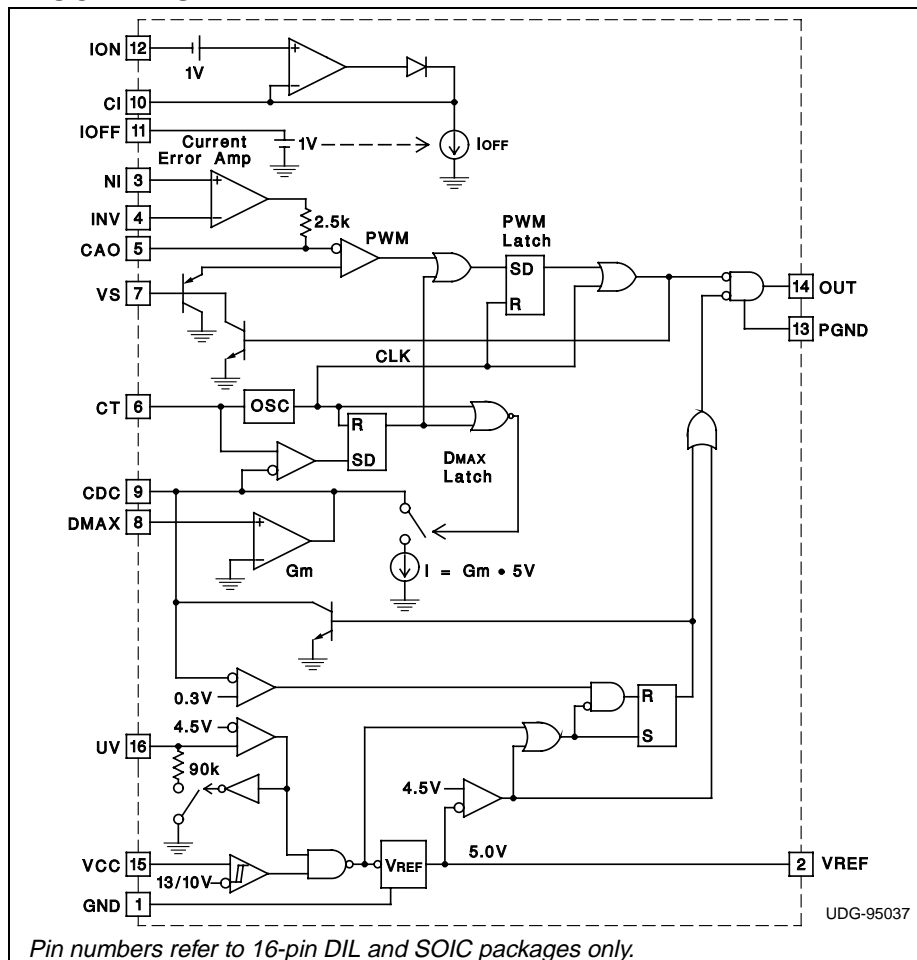 ION 12
1V
CI 10
IOFF 11
1V
IOFF
Current
Error Amp
NI 3
INV 4
2.5k
CAO 5
PWM
PWM
Latch
SD
R
VS 7
14 OUT
13 PGND
CLK
CT 6
OSC
R
SD
DMAX
Latch
CDC 9
DMAX 8
Gm
I = Gm • 5V
0.3V
4.5V
UV 16
90k
R
S
4.5V
VCC 15
13/10V
VREF
5.0V
2 VREF
GND 1
UDG-95037
Pin numbers refer to 16-pin DIL and SOIC packages only.